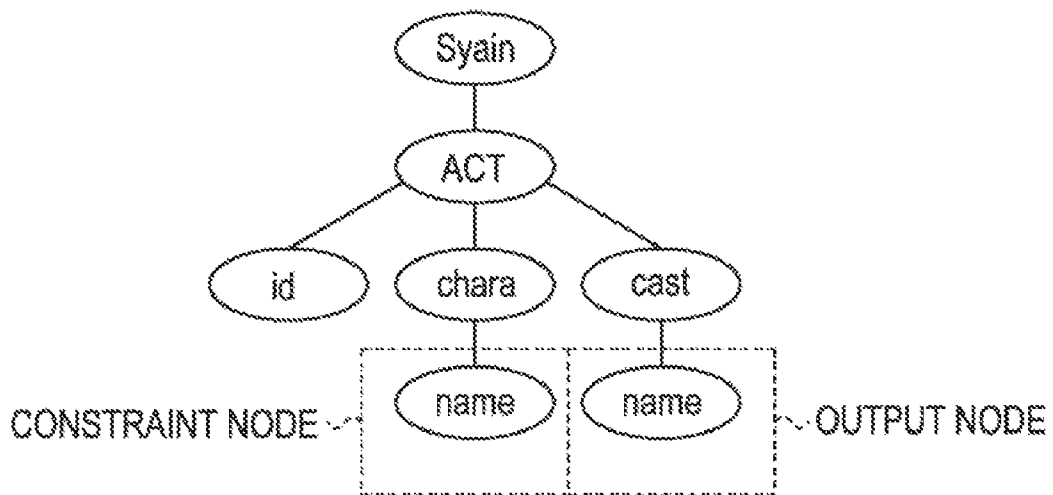 Syain
ACT
id chara cast
name name
CONSTRAINT NODE OUTPUT NODE